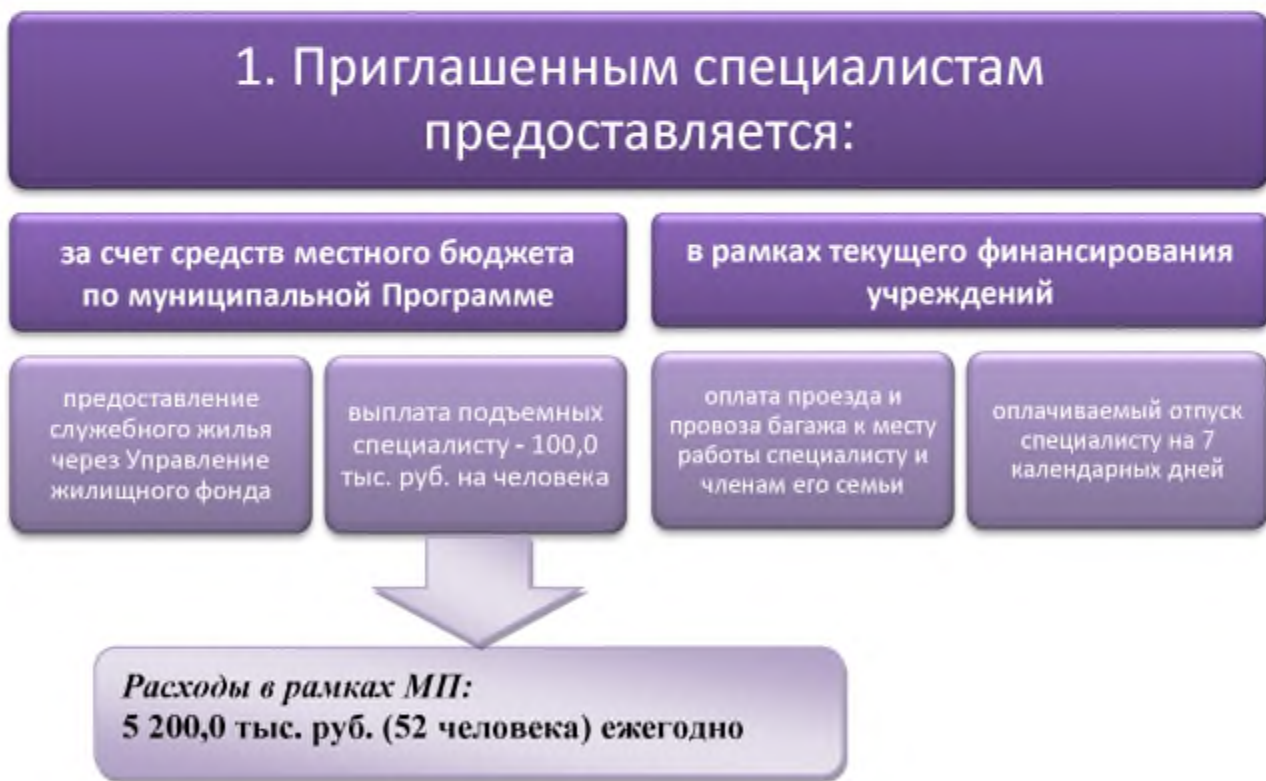 1. Приглашенным специалистам
предоставляется:
за счет средств местного бюджета
по муниципальной Программе
в рамках текущего финансирования
учреждений
предоставление
служебного жилья
через Управление
жилищного фонда
выплата подъемных
специалисту - 100,0
тыс. руб. на человека
оплата проезда и
провоза багажа к месту
работы специалисту и
членам его семьи
оплачиваемый отпуск
специалисту на 7
календарных дней
Расходы в рамках МП:
5 200,0 тыс. руб. (52 человека) ежегодно